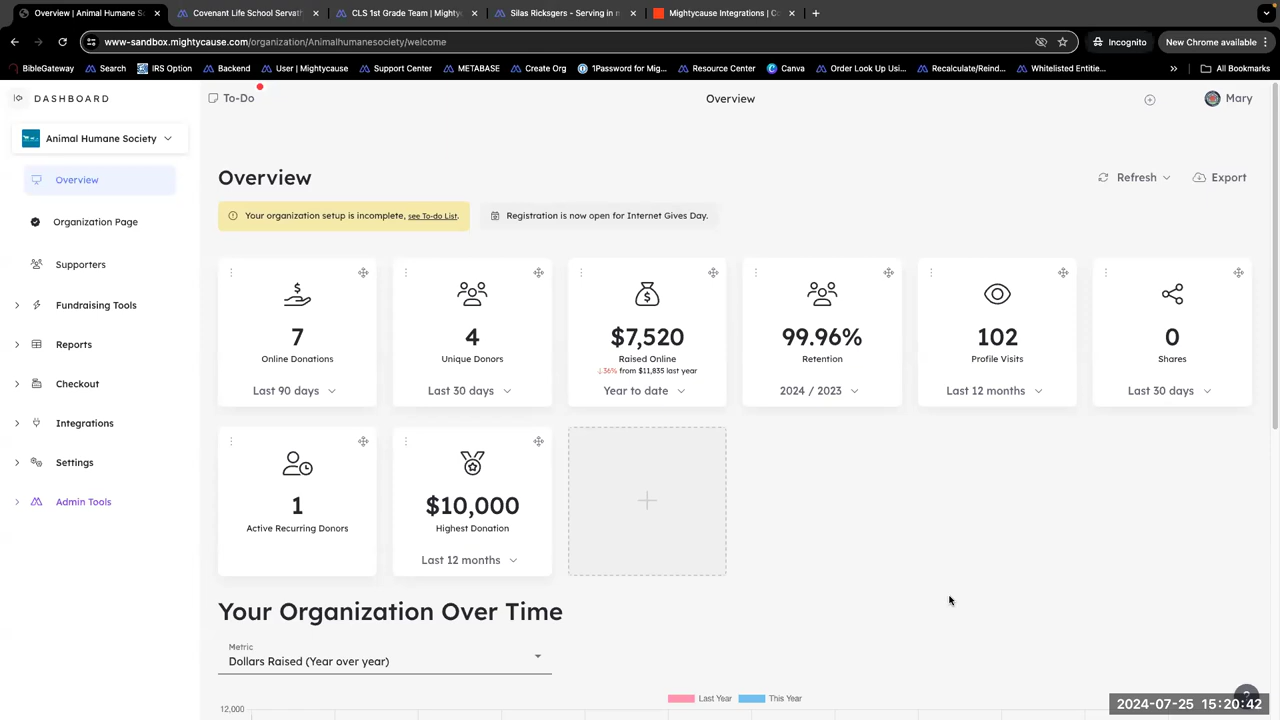 Overview | Animal Humane S
Covenant Life School Servath
CLS 1st Grade Team | Mighty
Silas Ricksgers - Serving in
Mightycause Integrations | C
www-sandbox.mightycause.com/organization/Animalhumanesociety/welcome
Incognito
New Chrome available
BibleGateway
Search
IRS Option
Backend
User | Mightycause
Support Center
METABASE
Create Org
1Password for Mig...
Resource Center
Canva
Order Look Up Usi...
Recalculate/Reind...
Whitelisted Entitie...
All Bookmarks
DASHBOARD
To-Do
Overview
Mary
Animal Humane Society
Overview
Organization Page
Supporters
Fundraising Tools
Reports
Checkout
Integrations
Settings
Admin Tools
Overview
Refresh
Export
Your organization setup is incomplete, see To-do List.
Registration is now open for Internet Gives Day.
7
Online Donations
Last 90 days
4
Unique Donors
Last 30 days
$7,520
Raised Online
↓36% from $11,835 last year
Year to date
99.96%
Retention
2024 / 2023
102
Profile Visits
Last 12 months
0
Shares
Last 30 days
1
Active Recurring Donors
$10,000
Highest Donation
Last 12 months
Your Organization Over Time
Metric
Dollars Raised (Year over year)
Last Year
This Year
12,000
?
2024-07-25 15:20:42